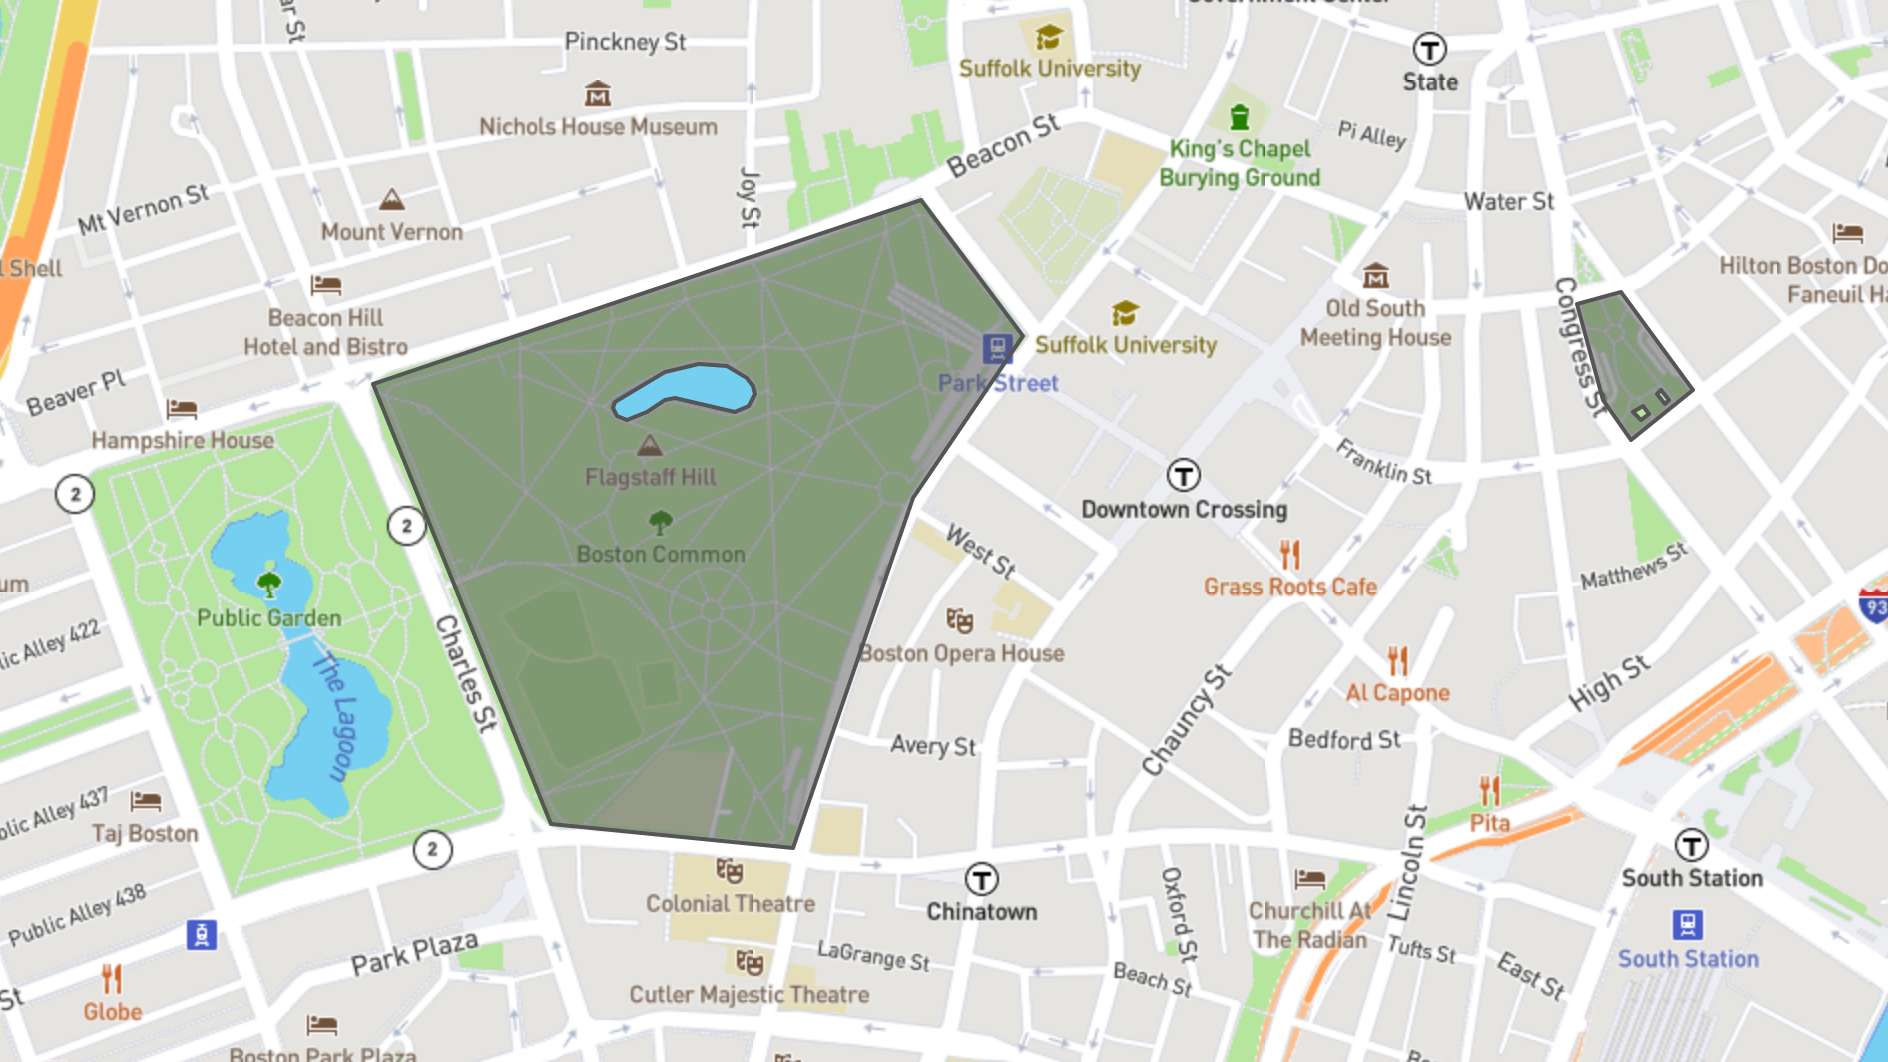 Pinckney St
Suffolk University
State
Nichols House Museum
Joy St
Beacon St
King's Chapel
Burying Ground
Pi Alley
Water St
Mt Vernon St
Mount Vernon
l Shell
Beacon Hill
Hotel and Bistro
Beaver Pl
Hampshire House
Suffolk University
Park Street
Old South
Meeting House
Congress St
Hilton Boston Do
Faneuil Ha
2
2
Flagstaff Hill
Boston Common
Public Garden
The Lagoon
Charles St
um
lic Alley 422
West St
Downtown Crossing
Franklin St
Grass Roots Cafe
Matthews St
93
Boston Opera House
Al Capone
High St
Chauncy St
Avery St
Bedford St
olic Alley 437
Taj Boston
2
Pita
Lincoln St
Public Alley 438
Colonial Theatre
Chinatown
Oxford St
Churchill At
The Radian
South Station
South Station
Park Plaza
LaGrange St
Beach St
Tufts St
East St
St
Globe
Cutler Majestic Theatre
Boston Park Plaza